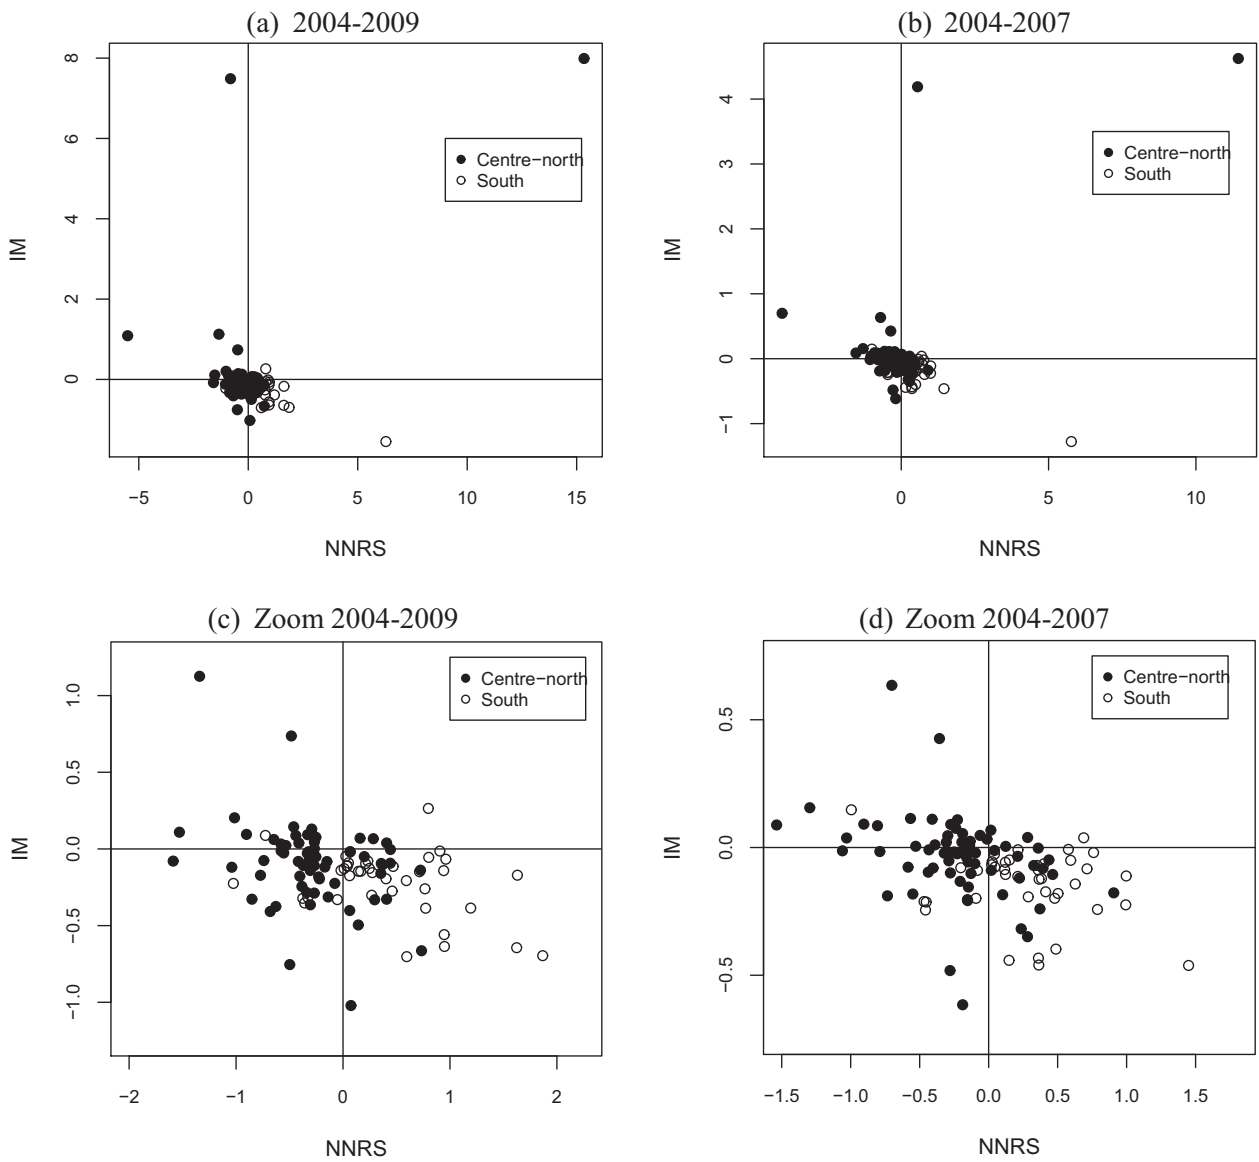 (a) 2004-2009
8
6
4
2
0
IM
Centre−north
South
−5 0 5 10 15
NNRS
(b) 2004-2007
4
3
2
1
0
−1
IM
Centre−north
South
0 5 10
NNRS
(c) Zoom 2004-2009
1.0
0.5
0.0
−0.5
−1.0
IM
Centre−north
South
−2 −1 0 1 2
NNRS
(d) Zoom 2004-2007
0.5
0.0
−0.5
IM
Centre−north
South
−1.5 −1.0 −0.5 0.0 0.5 1.0 1.5
NNRS